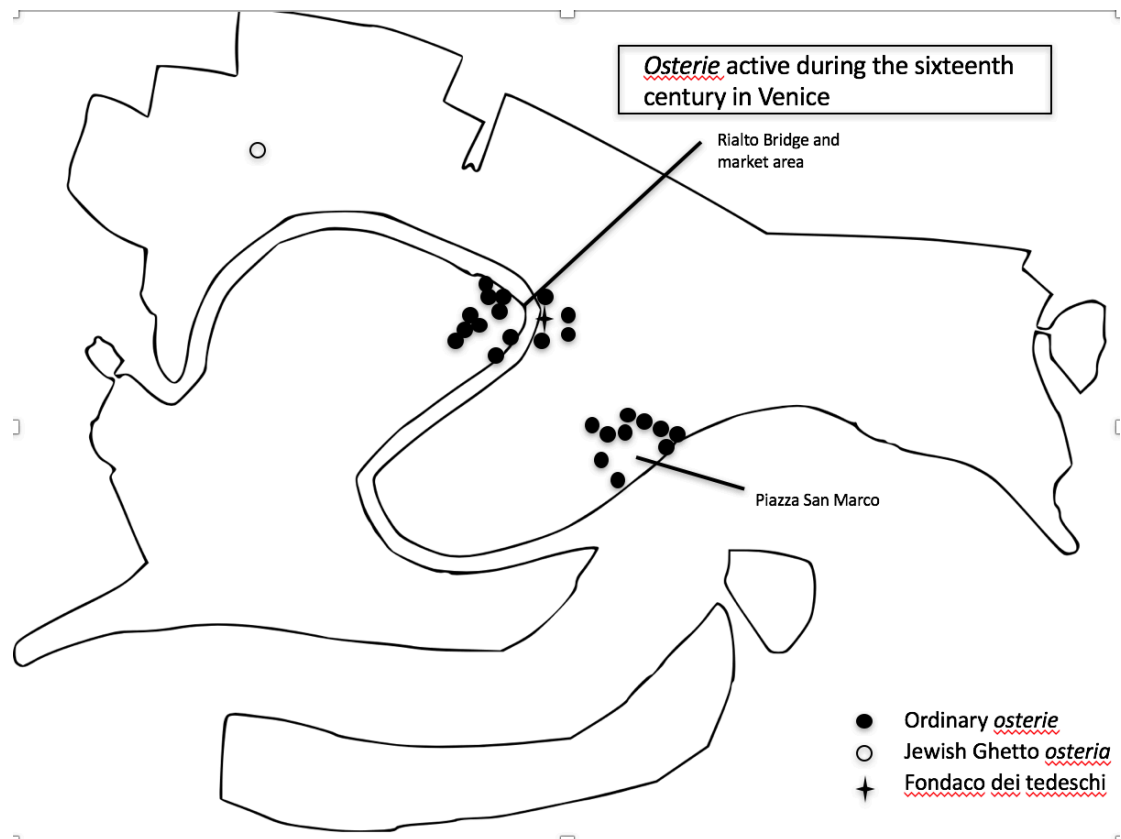 Osterie active during the sixteenth
century in Venice
Rialto Bridge and
market area
Piazza San Marco
Ordinary osterie
Jewish Ghetto osteria
Fondaco dei tedeschi